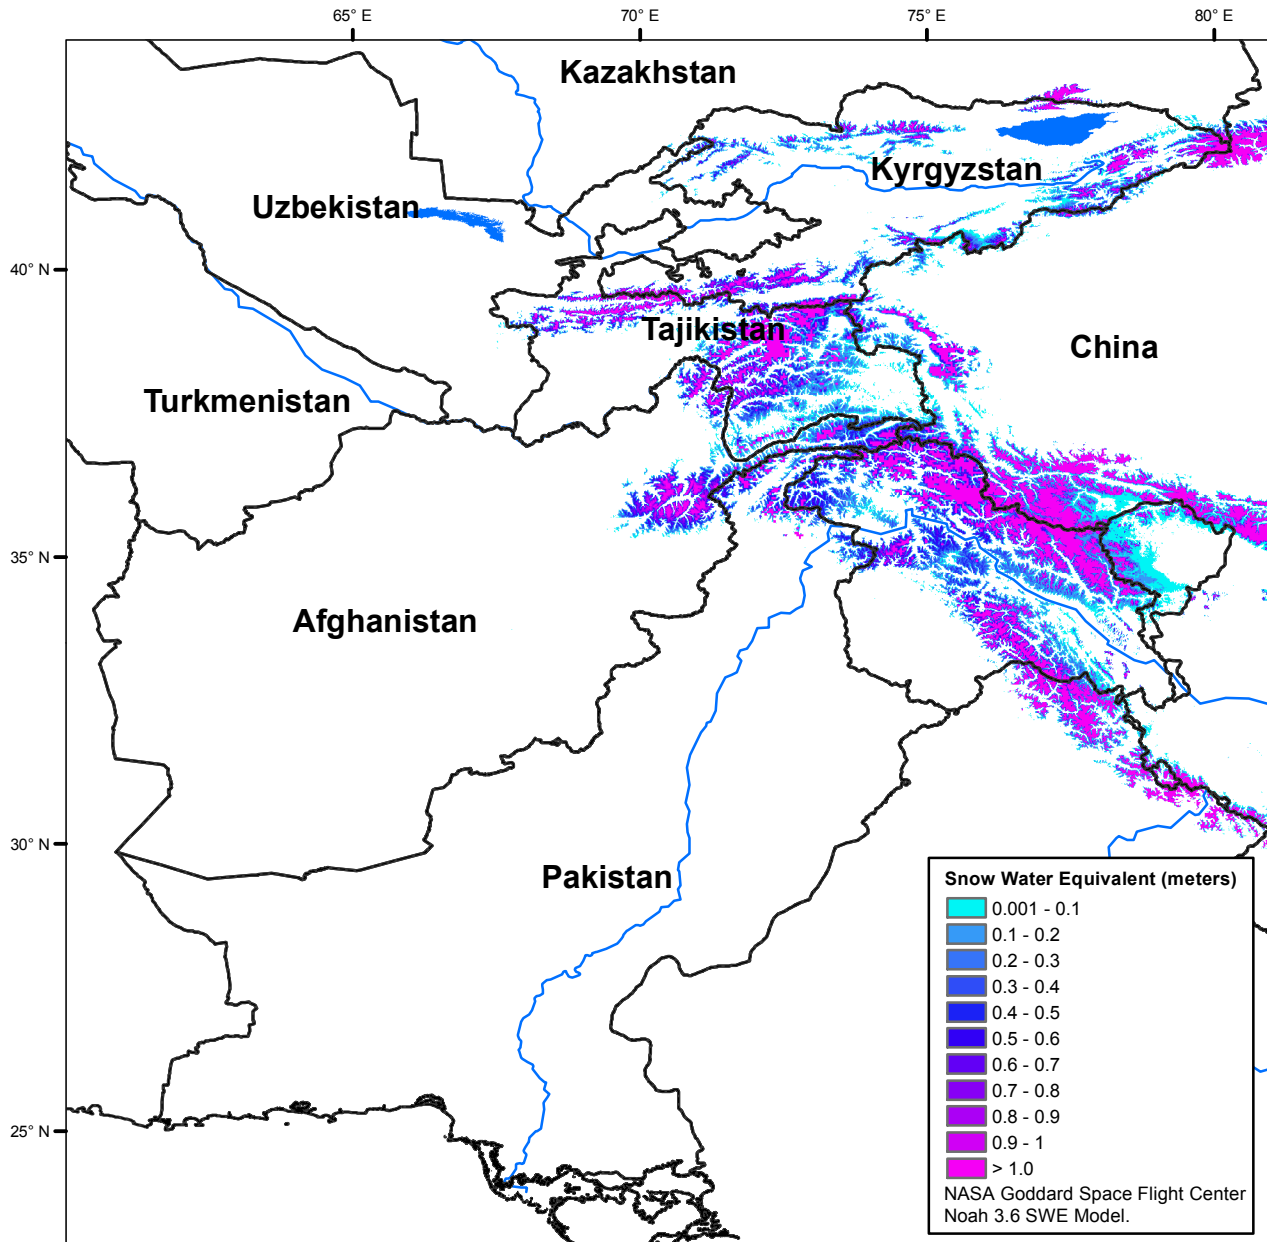 65° E
70° E
75° E
80° E
Kazakhstan
Kyrgyzstan
Uzbekistan
40° N
Tajikistan
China
Turkmenistan
35° N
Afghanistan
30° N
Pakistan
25° N
Snow Water Equivalent (meters)
0.001 - 0.1
0.1 - 0.2
0.2 - 0.3
0.3 - 0.4
0.4 - 0.5
0.5 - 0.6
0.6 - 0.7
0.7 - 0.8
0.8 - 0.9
0.9 - 1
> 1.0
NASA Goddard Space Flight Center
Noah 3.6 SWE Model.